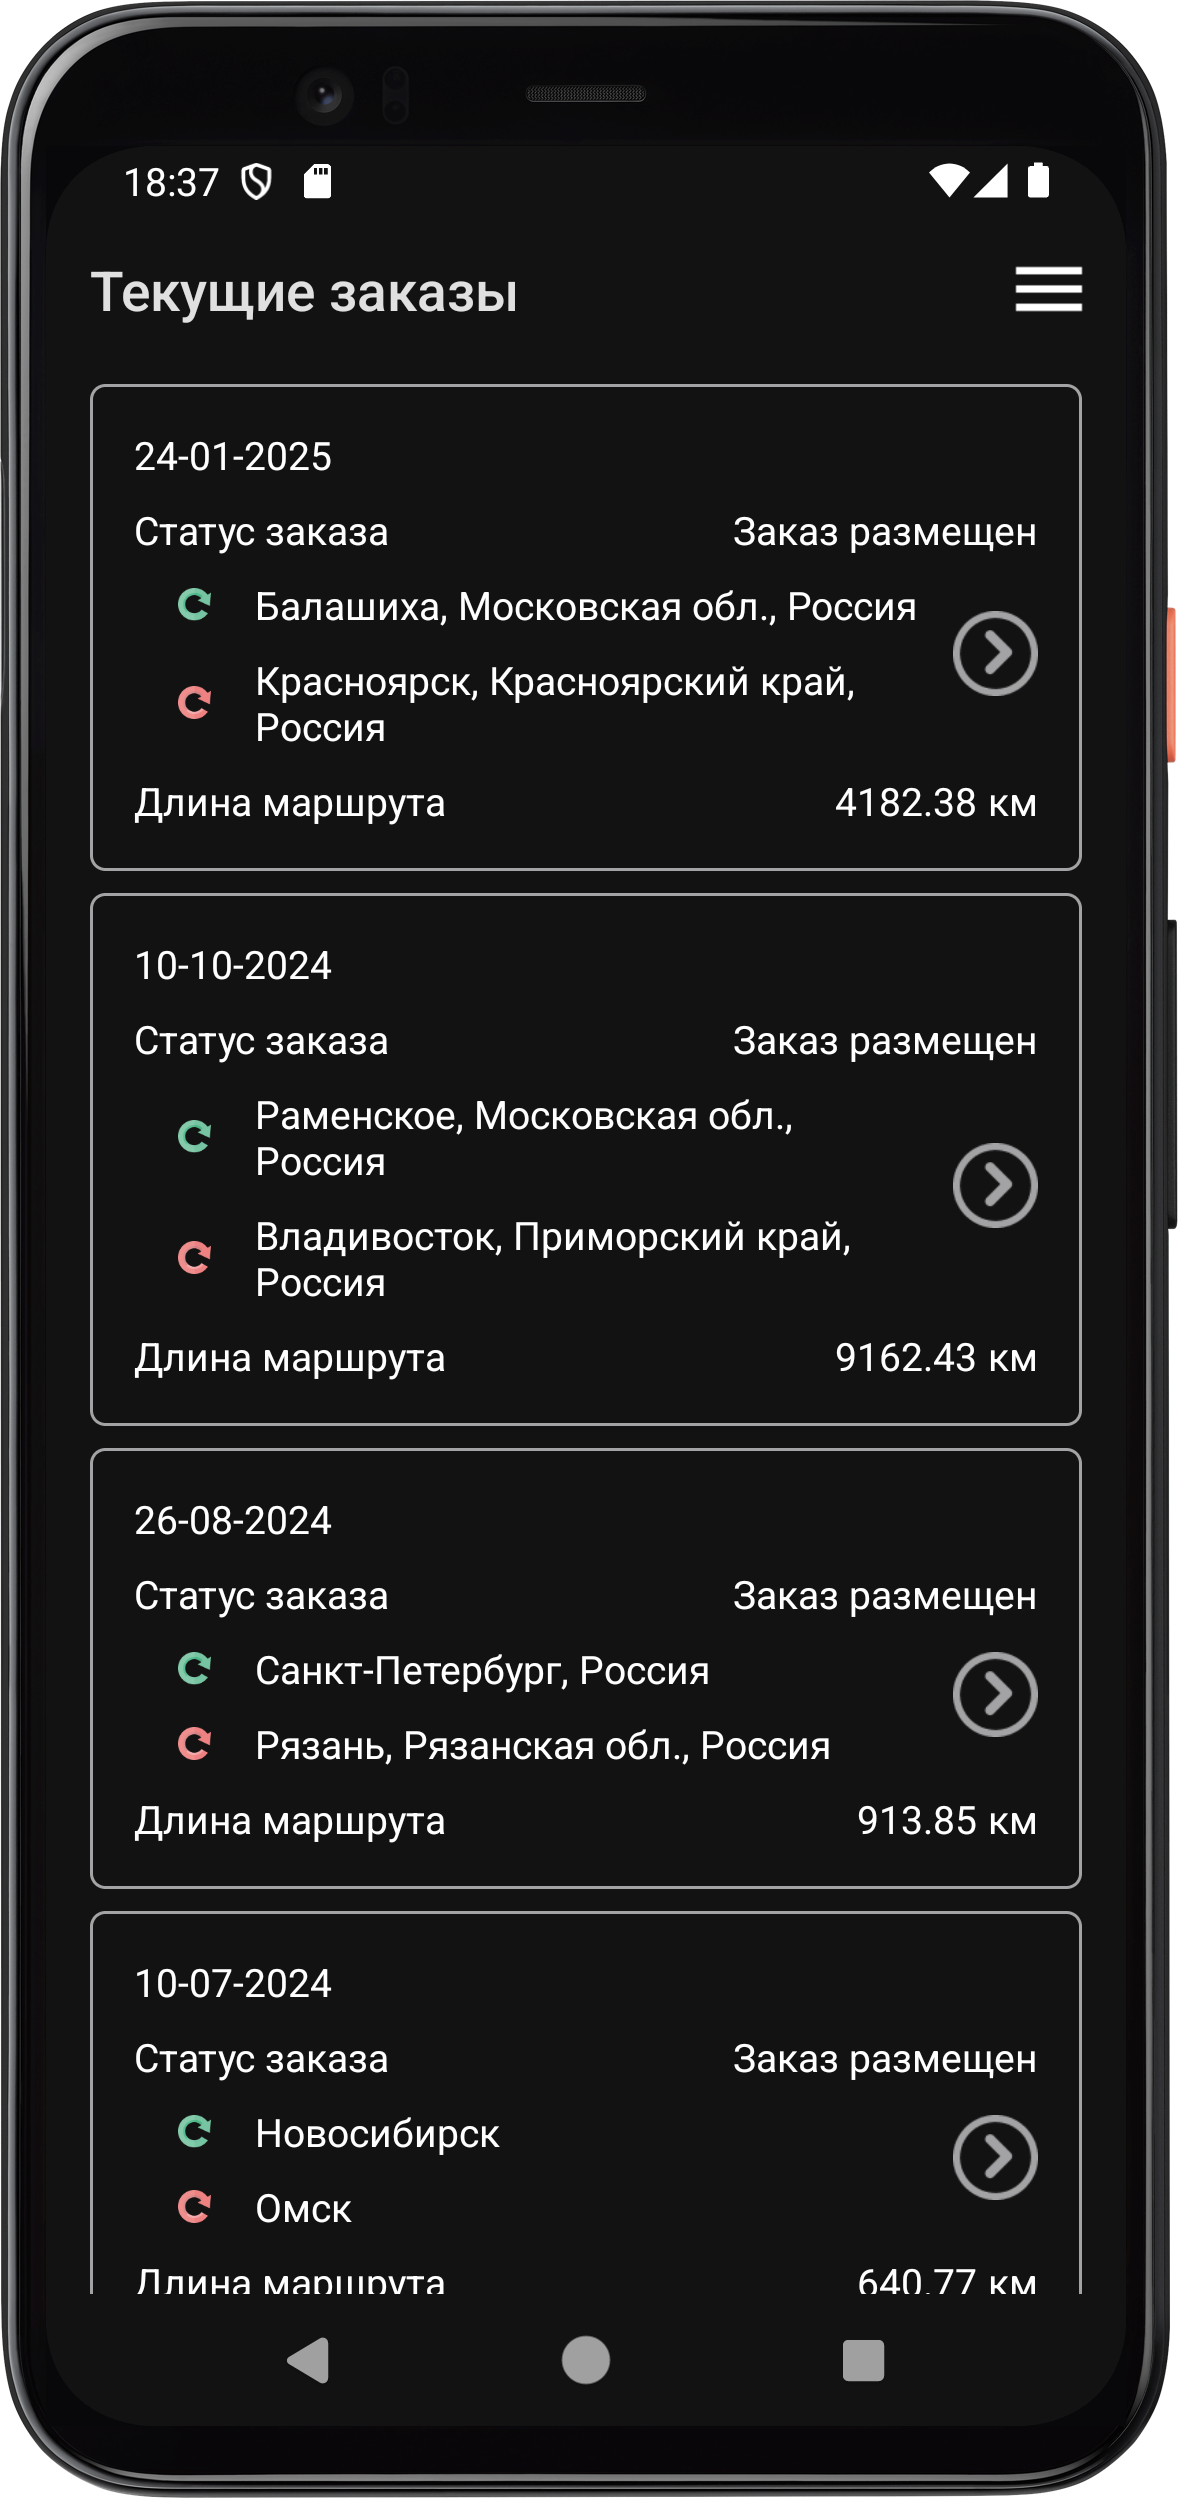 18:37
Текущие заказы
24-01-2025
Статус заказа Заказ размещен
Балашиха, Московская обл., Россия
Красноярск, Красноярский край,
Россия
Длина маршрута 4182.38 км
10-10-2024
Статус заказа Заказ размещен
Раменское, Московская обл.,
Россия
Владивосток, Приморский край,
Россия
Длина маршрута 9162.43 км
26-08-2024
Статус заказа Заказ размещен
Санкт-Петербург, Россия
Рязань, Рязанская обл., Россия
Длина маршрута 913.85 км
10-07-2024
Статус заказа Заказ размещен
Новосибирск
Омск
Длина маршрута 640.77 км